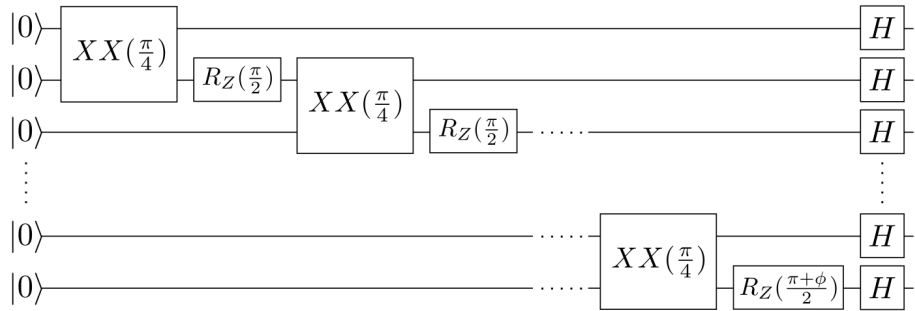 |0⟩ XX(π/4) H
|0⟩ R_Z(π/2) XX(π/4) H
|0⟩ R_Z(π/2) ····· H
⋮ ⋮
|0⟩ ····· XX(π/4) H
|0⟩ ····· R_Z((π+ϕ)/2) H